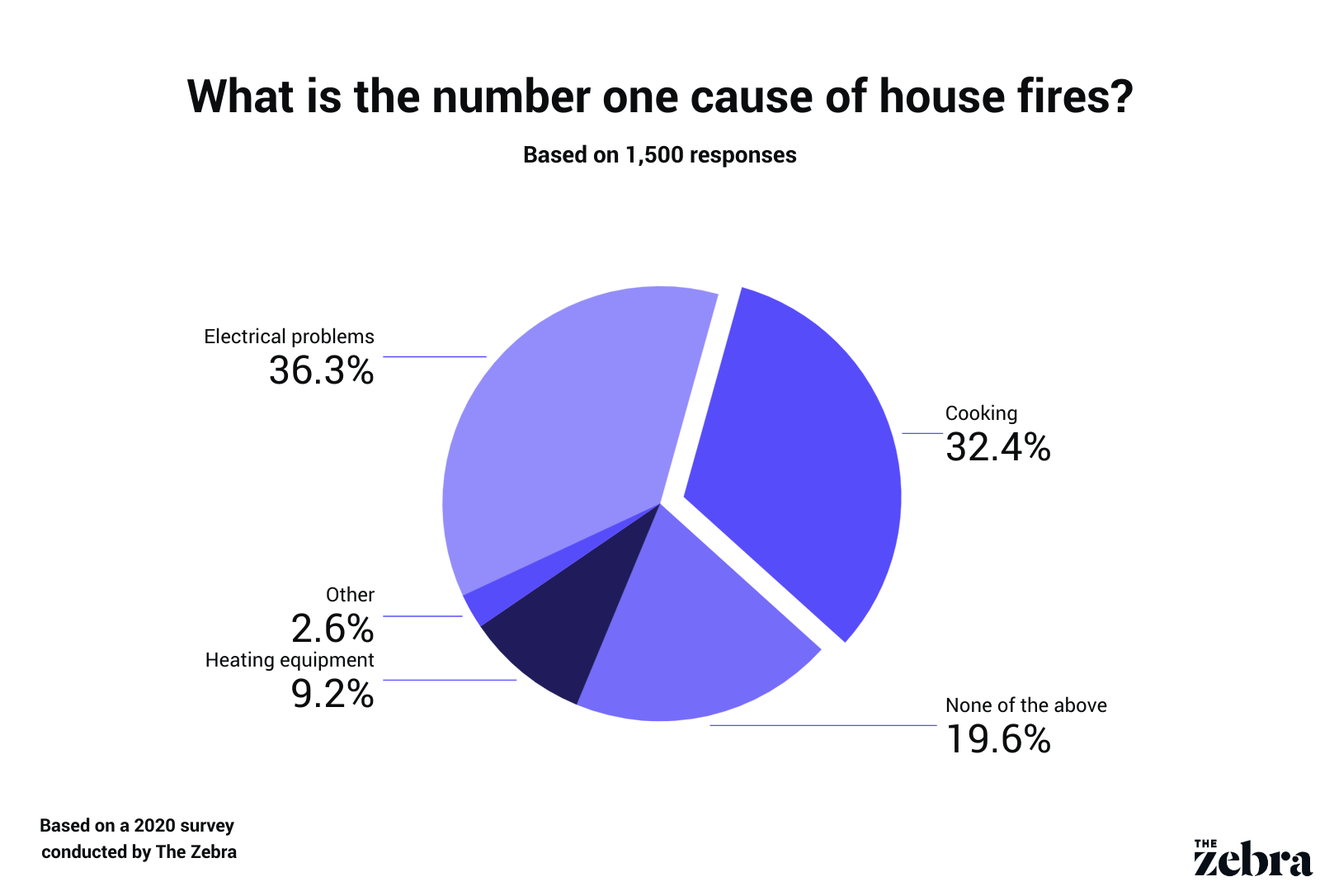 What is the number one cause of house fires?
Based on 1,500 responses
Electrical problems
36.3%
Cooking
32.4%
Other
2.6%
Heating equipment
9.2%
None of the above
19.6%
Based on a 2020 survey
conducted by The Zebra
THE
zebra